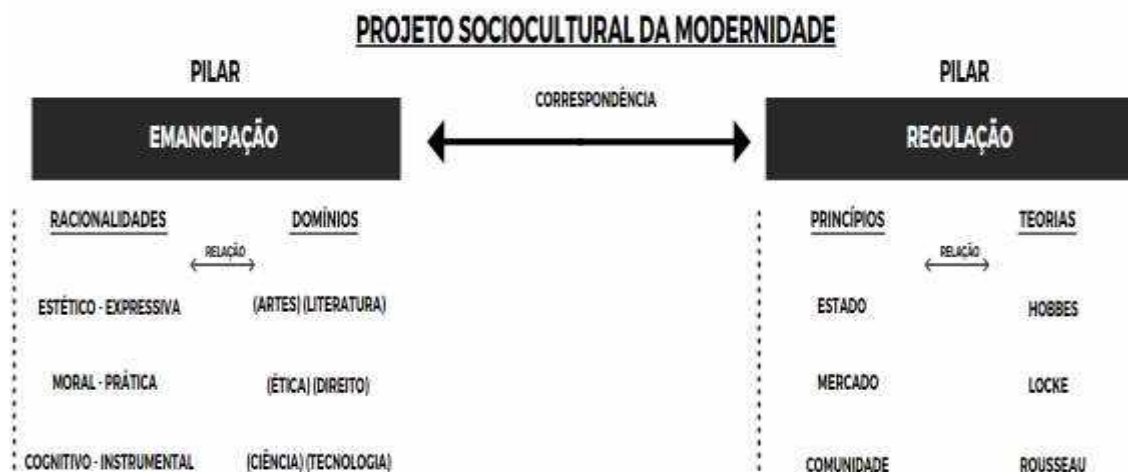 PROJETO SOCIOCULTURAL DA MODERNIDADE
PILAR
PILAR
CORRESPONDÊNCIA
EMANCIPAÇÃO
REGULAÇÃO
RACIONALIDADES
DOMÍNIOS
PRINCÍPIOS
TEORIAS
RELAÇÃO
RELAÇÃO
ESTÉTICO - EXPRESSIVA (ARTES) (LITERATURA) ESTADO HOBBES
MORAL - PRÁTICA (ÉTICA) (DIREITO) MERCADO LOCKE
COGNITIVO - INSTRUMENTAL (CIÊNCIA) (TECNOLOGIA) COMUNIDADE ROUSSEAU